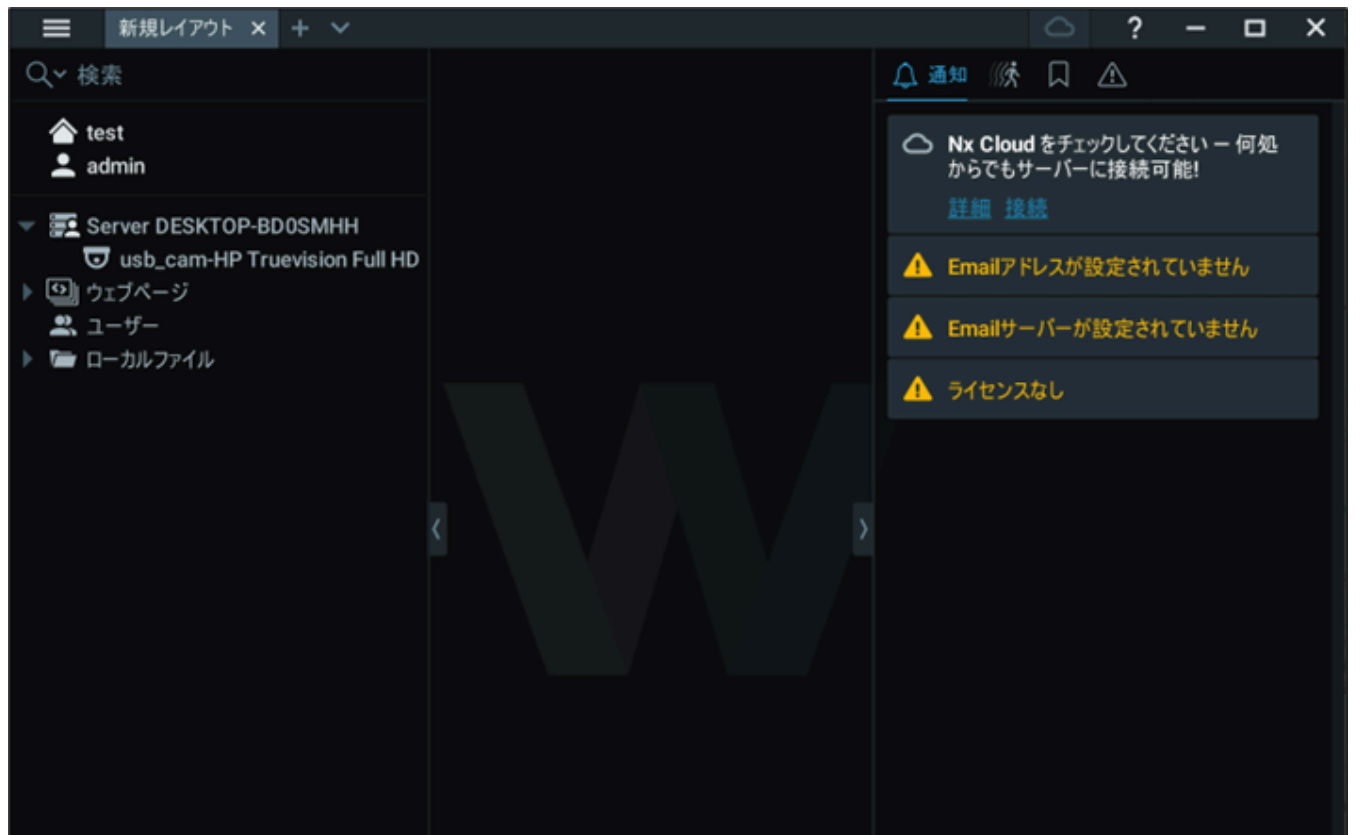 新規レイアウト
検索
test
admin
Server DESKTOP-BD0SMHH
usb_cam-HP Truevision Full HD
ウェブページ
ユーザー
ローカルファイル
通知
Nx Cloud をチェックしてください − 何処
からでもサーバーに接続可能!
詳細 接続
Emailアドレスが設定されていません
Emailサーバーが設定されていません
ライセンスなし